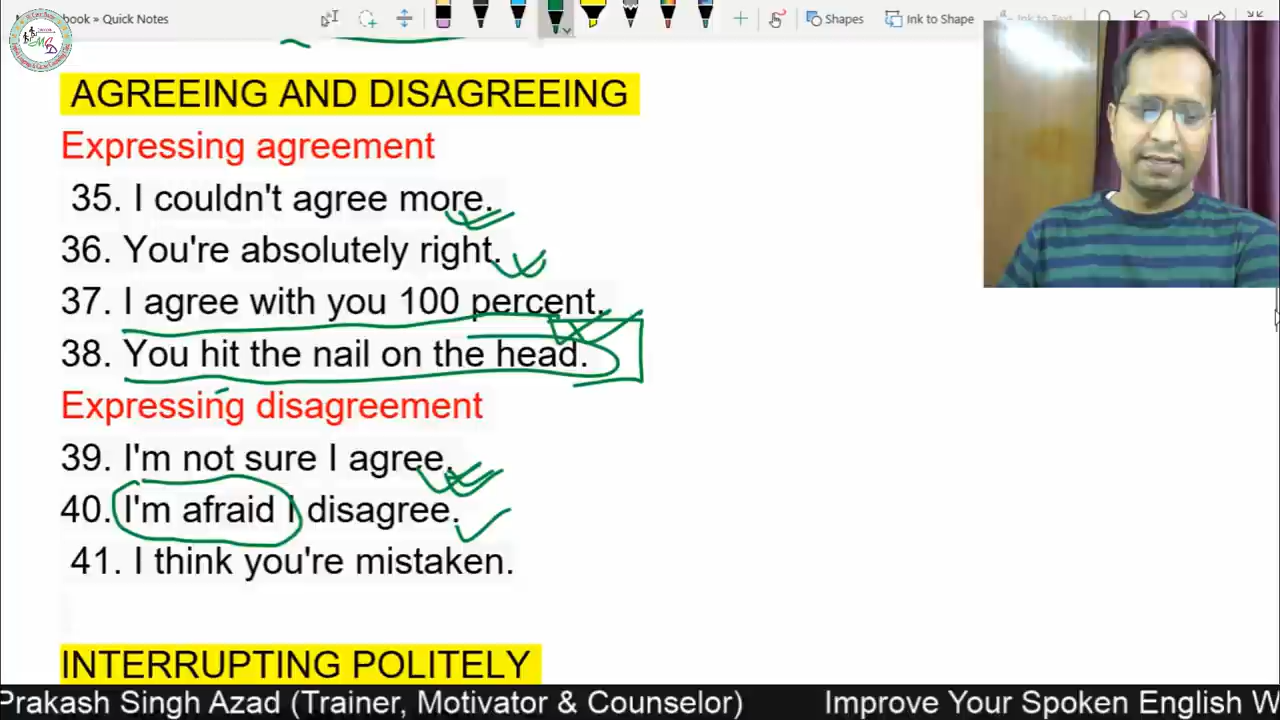 book » Quick Notes
Shapes
Ink to Shape
Ink to Text
AGREEING AND DISAGREEING
Expressing agreement
35. I couldn't agree more.
36. You're absolutely right.
37. I agree with you 100 percent.
38. You hit the nail on the head.
Expressing disagreement
39. I'm not sure I agree.
40. I'm afraid I disagree.
41. I think you're mistaken.
INTERRUPTING POLITELY
Prakash Singh Azad (Trainer, Motivator & Counselor) Improve Your Spoken English W